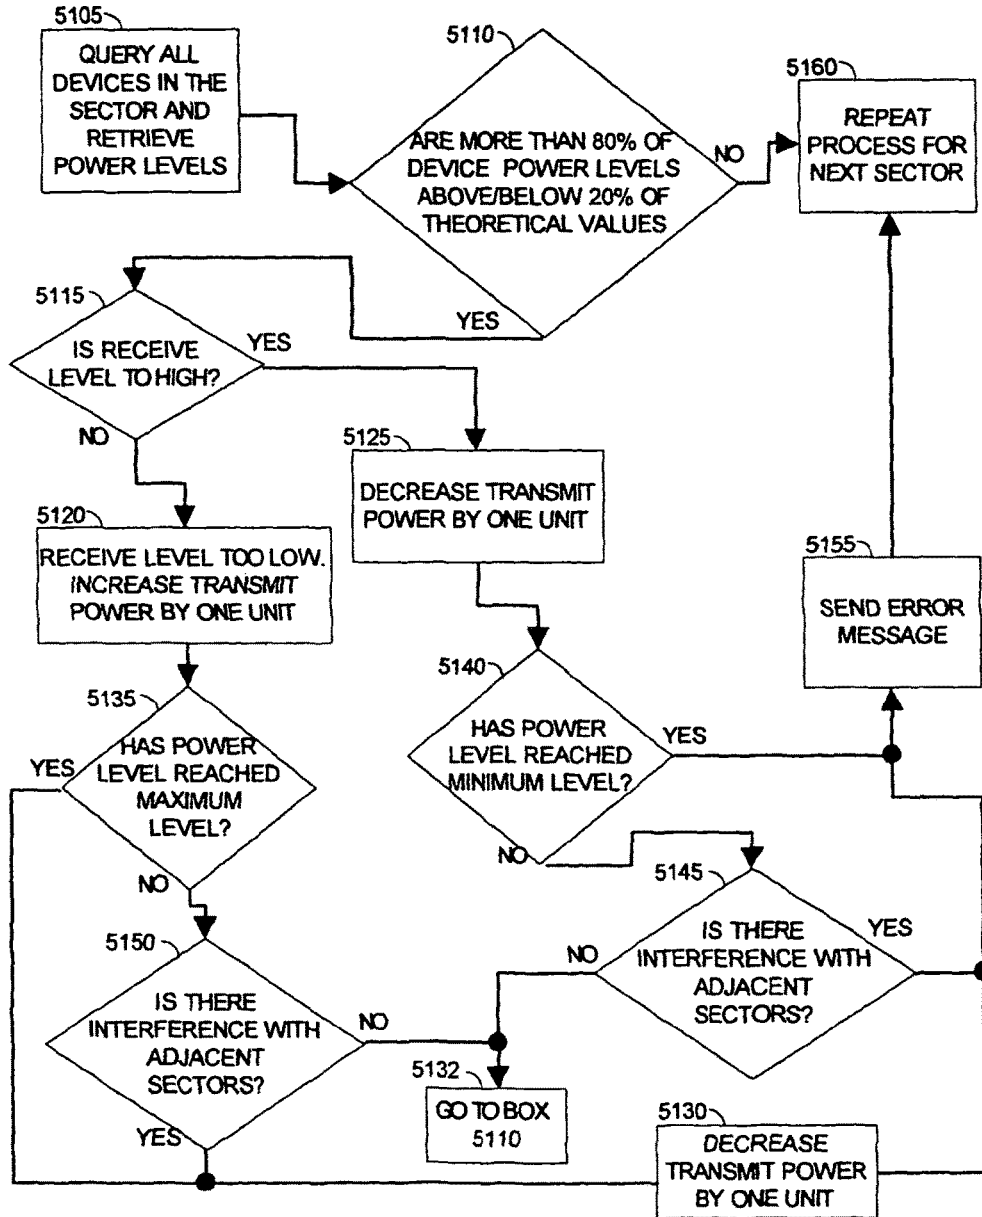 5105
QUERY ALL
DEVICES IN THE
SECTOR AND
RETRIEVE
POWER LEVELS
5110
ARE MORE THAN 80% OF
DEVICE POWER LEVELS
ABOVE/BELOW 20% OF
THEORETICAL VALUES
NO
YES
5160
REPEAT
PROCESS FOR
NEXT SECTOR
5115
IS RECEIVE
LEVEL TO HIGH?
YES
NO
5125
DECREASE TRANSMIT
POWER BY ONE UNIT
5120
RECEIVE LEVEL TOO LOW.
INCREASE TRANSMIT
POWER BY ONE UNIT
5155
SEND ERROR
MESSAGE
5140
HAS POWER
LEVEL REACHED
MINIMUM LEVEL?
YES
NO
5135
HAS POWER
LEVEL REACHED
MAXIMUM
LEVEL?
YES
NO
5145
IS THERE
INTERFERENCE WITH
ADJACENT
SECTORS?
NO
YES
5150
IS THERE
INTERFERENCE WITH
ADJACENT
SECTORS?
NO
YES
5132
GO TO BOX
5110
5130
DECREASE
TRANSMIT POWER
BY ONE UNIT